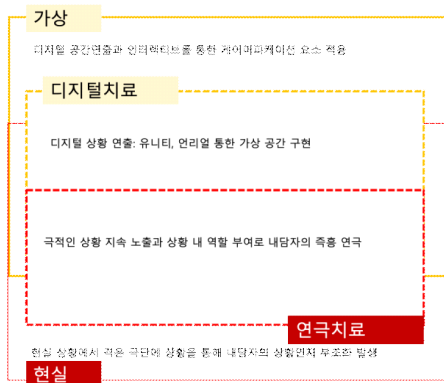 가상
디지털 공간연출과 인터렉티브를 통한 게이미피케이션 요소 적용
디지털치료
디지털 상황 연출: 유니티, 언리얼 통한 가상 공간 구현
극적인 상황 지속 노출과 상황 내 역할 부여로 내담자의 즉흥 연극
연극치료
현실 상황에서 겪은 극단에 상황을 통해 내담자의 상황인지 부조화 발생
현실